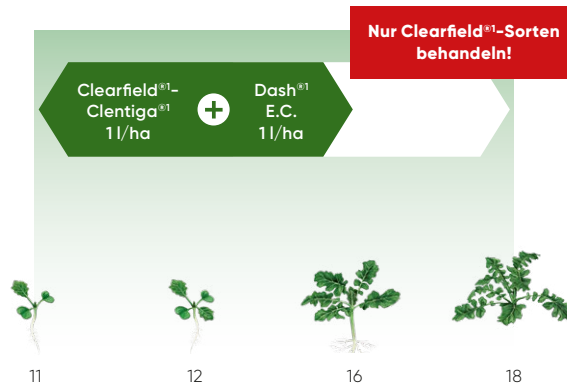 Nur Clearfield®¹-Sorten
behandeln!
Clearfield®¹-
Clentiga®¹
1 l/ha
+
Dash®¹
E.C.
1 l/ha
11
12
16
18